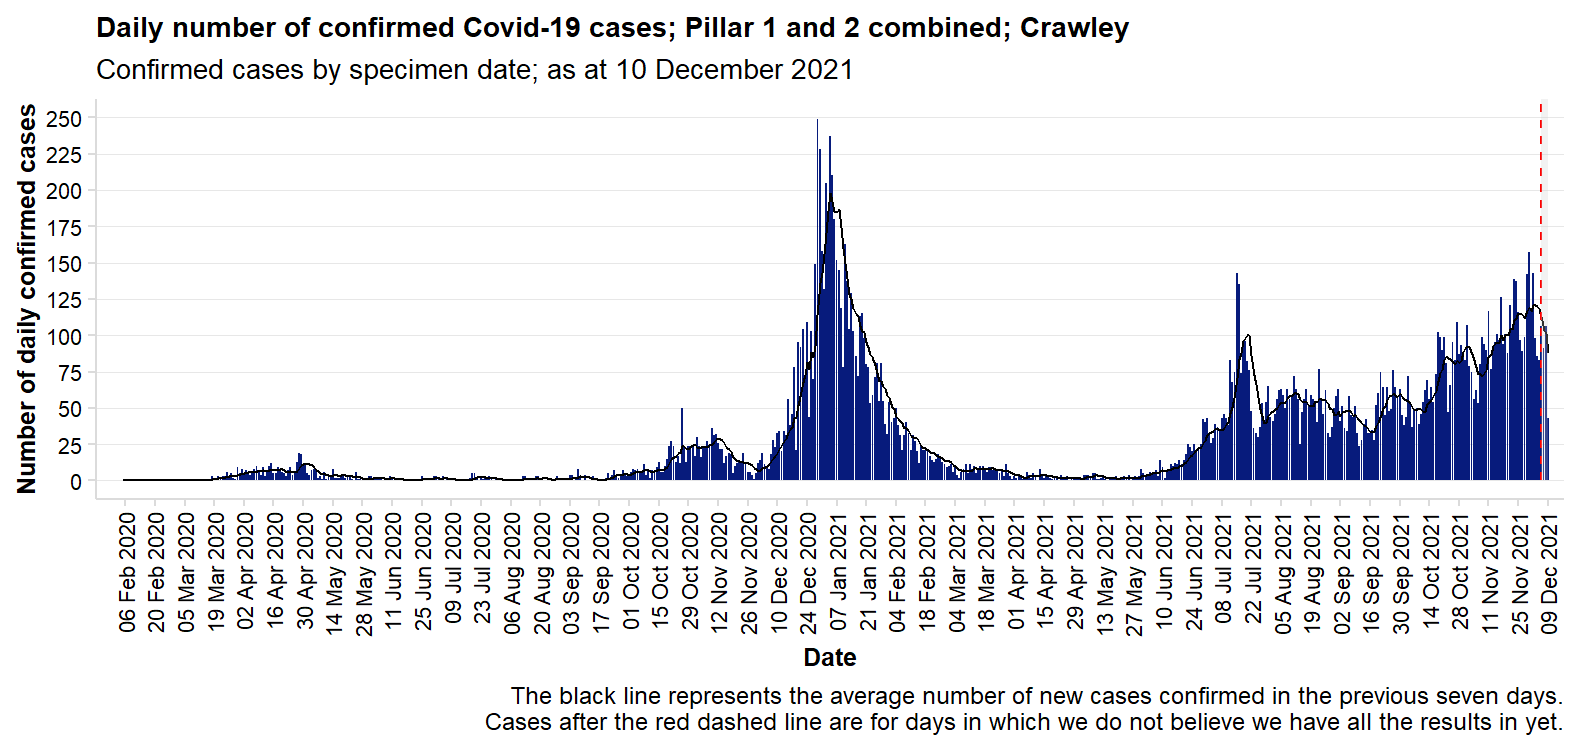 Daily number of confirmed Covid-19 cases; Pillar 1 and 2 combined; Crawley
Confirmed cases by specimen date; as at 10 December 2021
Number of daily confirmed cases
250
225
200
175
150
125
100
75
50
25
0
06 Feb 2020
20 Feb 2020
05 Mar 2020
19 Mar 2020
02 Apr 2020
16 Apr 2020
30 Apr 2020
14 May 2020
28 May 2020
11 Jun 2020
25 Jun 2020
09 Jul 2020
23 Jul 2020
06 Aug 2020
20 Aug 2020
03 Sep 2020
17 Sep 2020
01 Oct 2020
15 Oct 2020
29 Oct 2020
12 Nov 2020
26 Nov 2020
10 Dec 2020
24 Dec 2020
07 Jan 2021
21 Jan 2021
04 Feb 2021
18 Feb 2021
04 Mar 2021
18 Mar 2021
01 Apr 2021
15 Apr 2021
29 Apr 2021
13 May 2021
27 May 2021
10 Jun 2021
24 Jun 2021
08 Jul 2021
22 Jul 2021
05 Aug 2021
19 Aug 2021
02 Sep 2021
16 Sep 2021
30 Sep 2021
14 Oct 2021
28 Oct 2021
11 Nov 2021
25 Nov 2021
09 Dec 2021
Date
The black line represents the average number of new cases confirmed in the previous seven days.
Cases after the red dashed line are for days in which we do not believe we have all the results in yet.